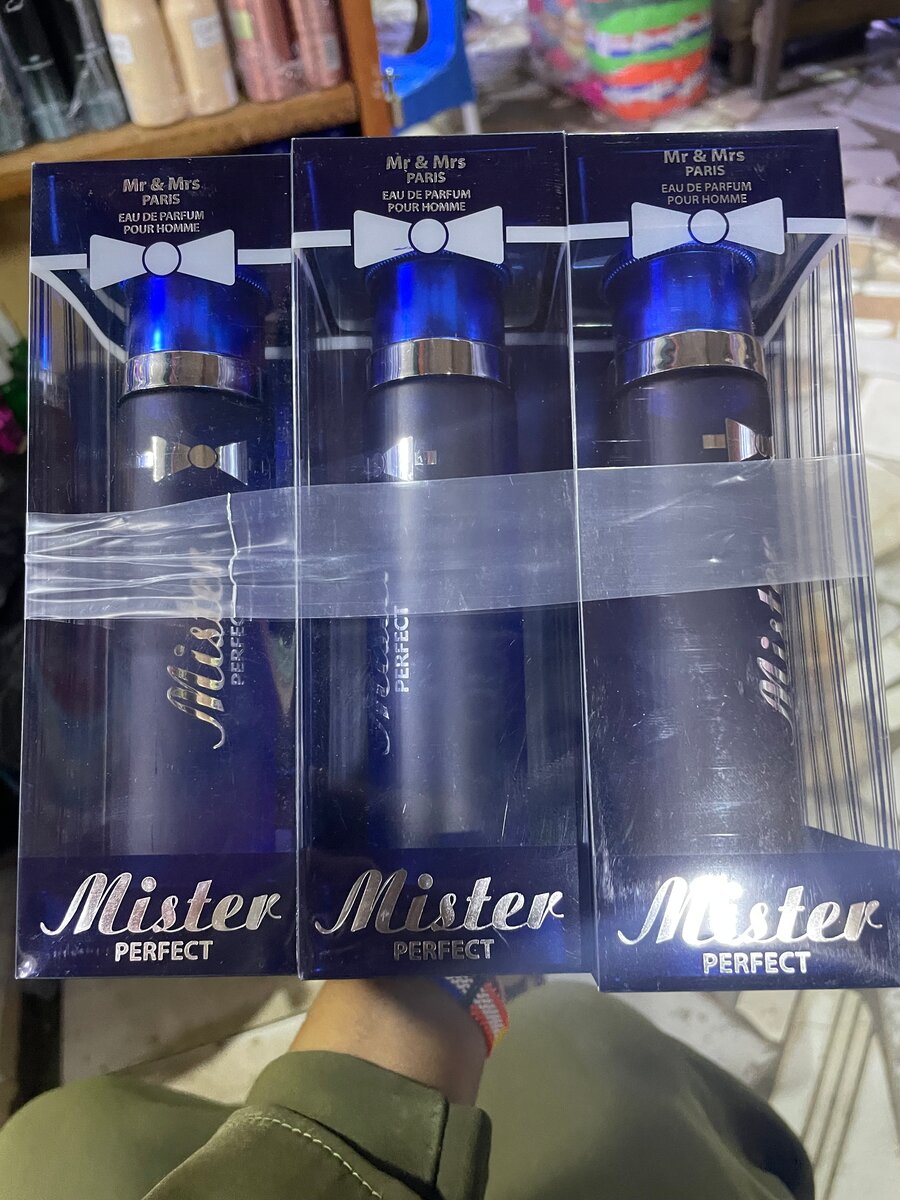 Mr & Mrs
PARIS
EAU DE PARFUM
POUR HOMME
Mister
PERFECT
Mister
PERFECT
Mr & Mrs
PARIS
EAU DE PARFUM
POUR HOMME
PERFECT
Mister
PERFECT
Mr & Mrs
PARIS
EAU DE PARFUM
POUR HOMME
Mister
PERFECT